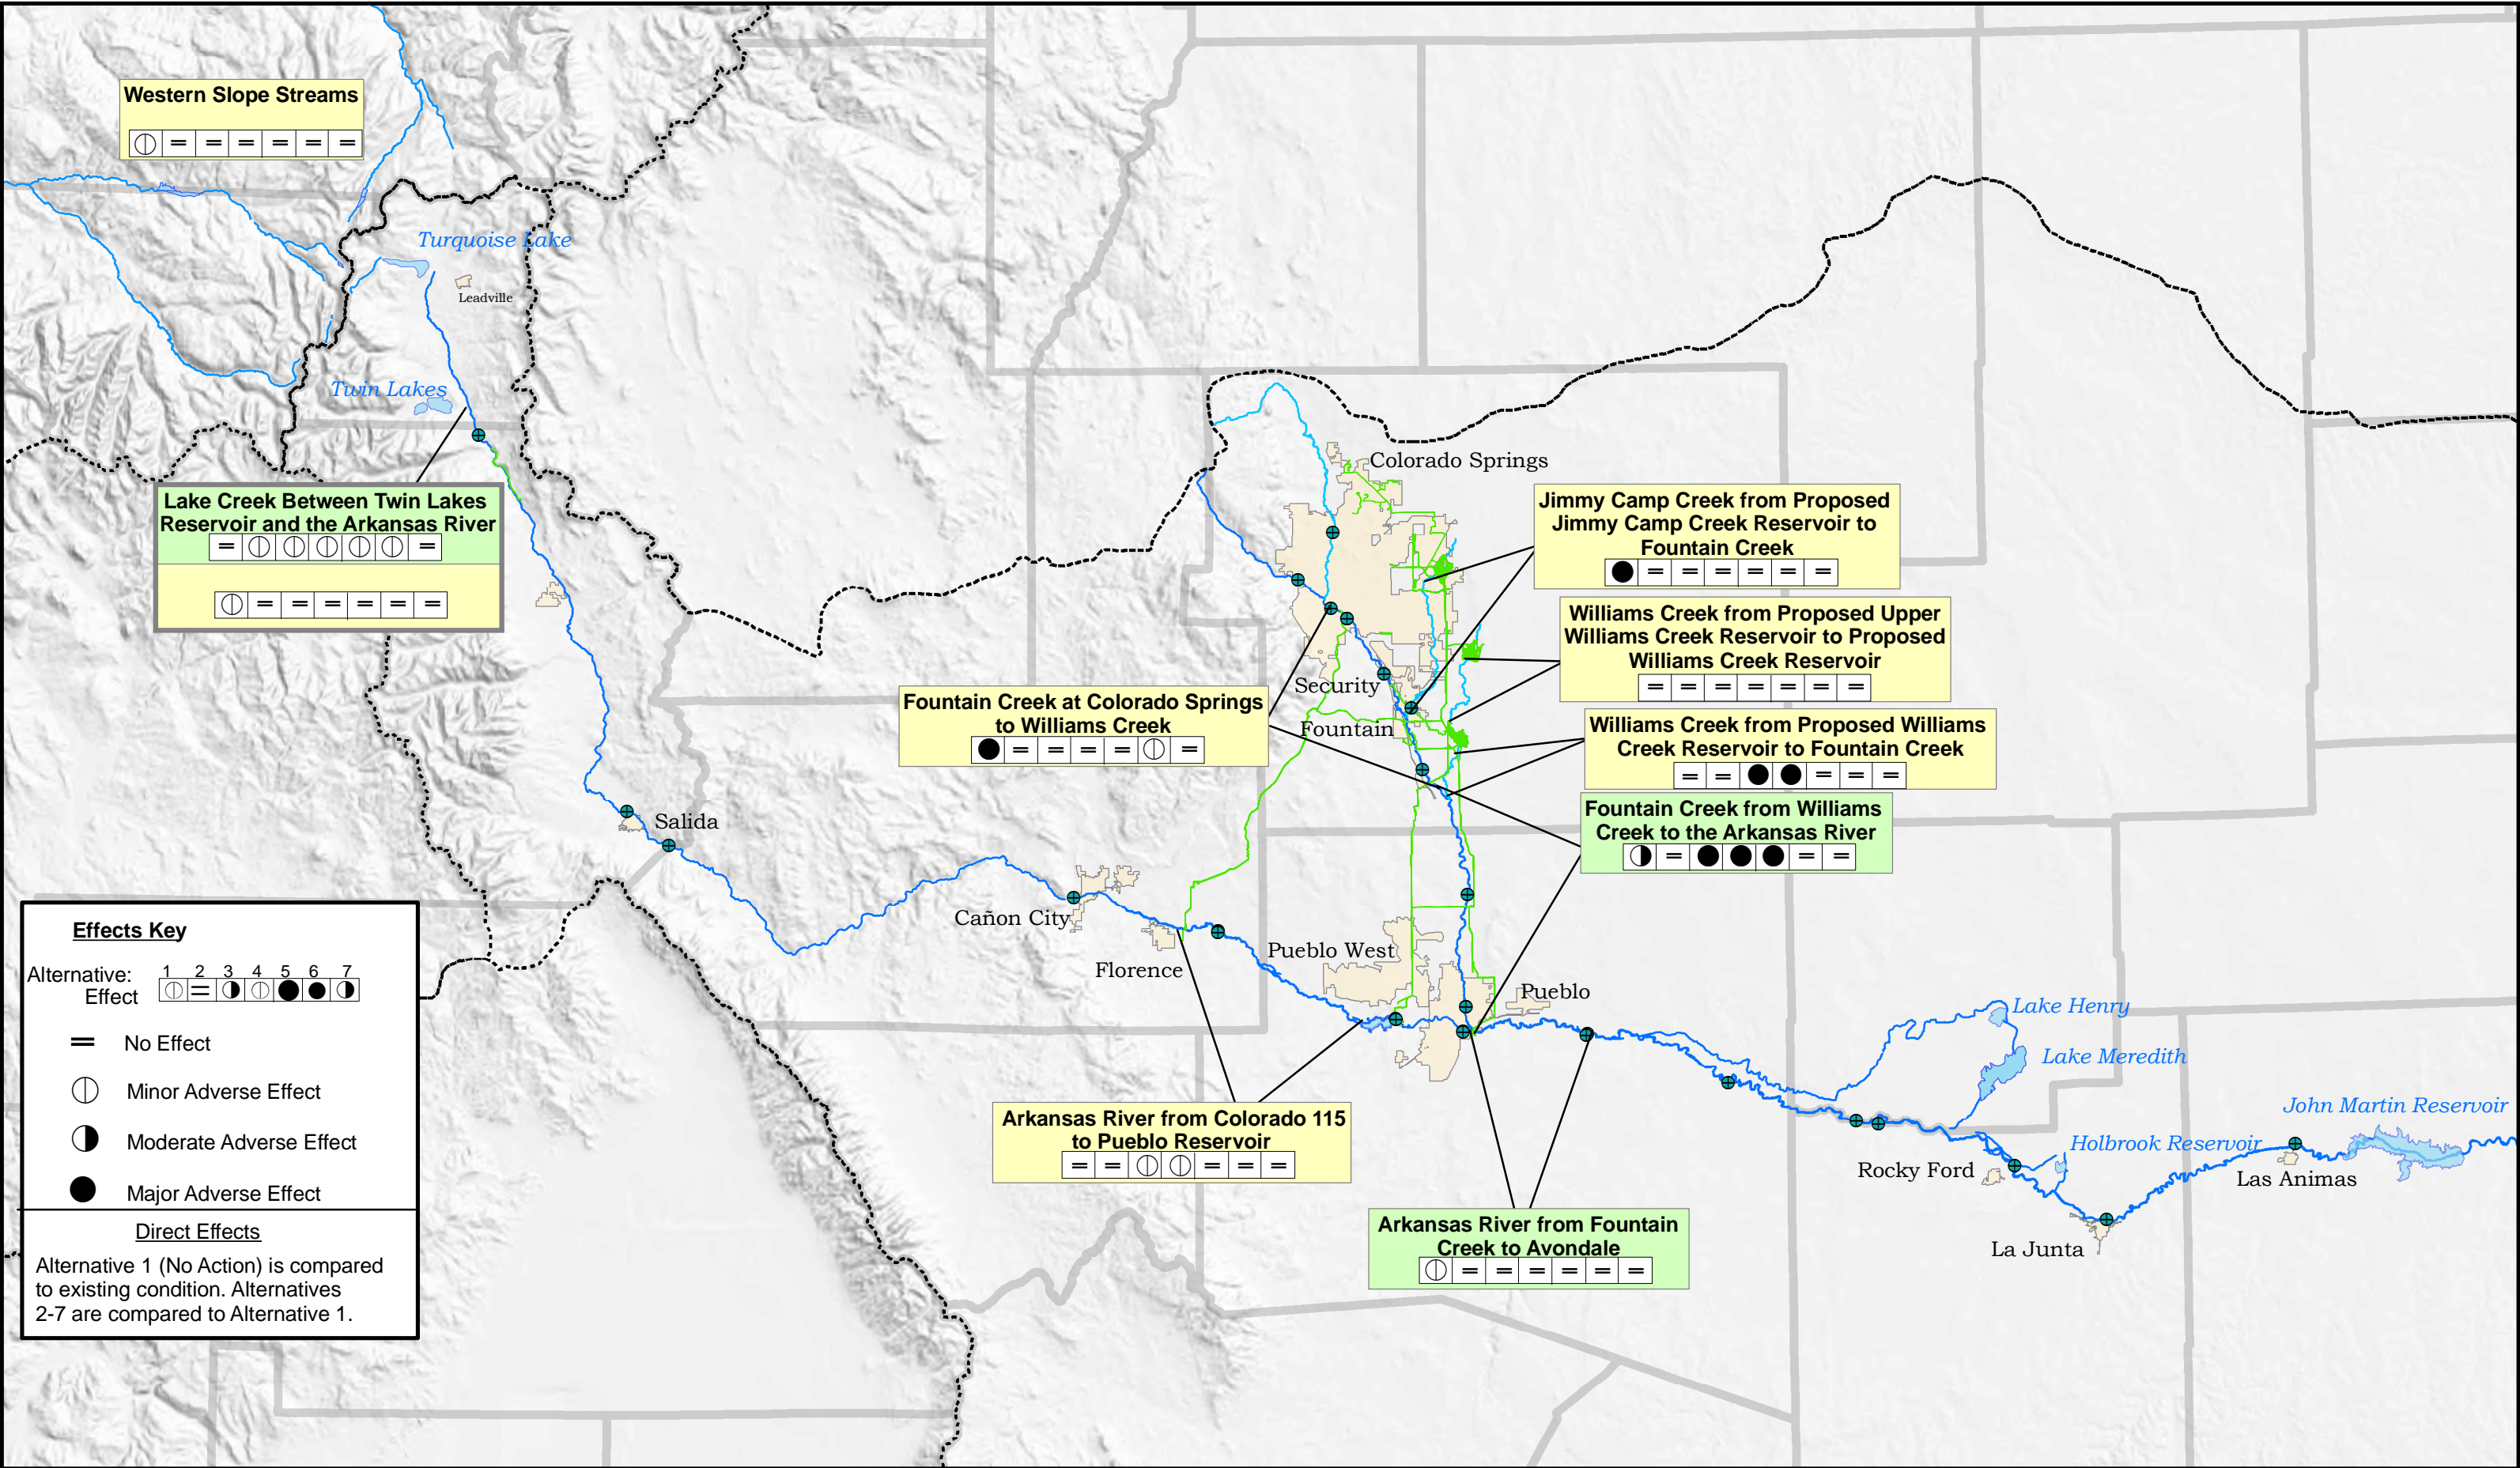 Western Slope Streams
= = = = = =
Turquoise Lake
Leadville
Twin Lakes
Lake Creek Between Twin Lakes
Reservoir and the Arkansas River
= =
= = = = = =
Colorado Springs
Jimmy Camp Creek from Proposed
Jimmy Camp Creek Reservoir to
Fountain Creek
= = = = = =
Williams Creek from Proposed Upper
Williams Creek Reservoir to Proposed
Williams Creek Reservoir
= = = = = = =
Security
Fountain Creek at Colorado Springs
to Williams Creek
= = = = =
Fountain
Williams Creek from Proposed Williams
Creek Reservoir to Fountain Creek
= = = = =
Fountain Creek from Williams
Creek to the Arkansas River
= = =
Salida
Cañon City
Florence
Pueblo West
Pueblo
Lake Henry
Lake Meredith
John Martin Reservoir
Holbrook Reservoir
Rocky Ford
Las Animas
La Junta
Arkansas River from Colorado 115
to Pueblo Reservoir
= = = = =
Arkansas River from Fountain
Creek to Avondale
= = = = = =
Effects Key
Alternative: 1 2 3 4 5 6 7
Effect =
= No Effect
Minor Adverse Effect
Moderate Adverse Effect
Major Adverse Effect
Direct Effects
Alternative 1 (No Action) is compared
to existing condition. Alternatives
2-7 are compared to Alternative 1.